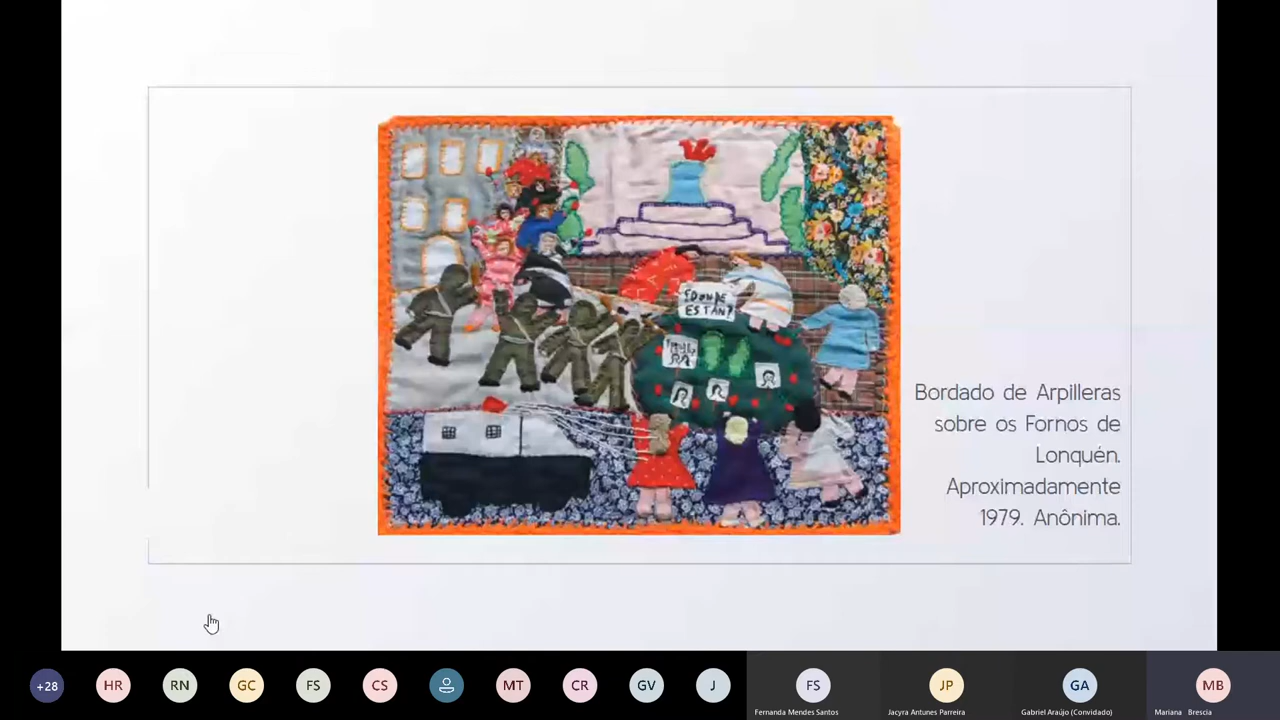 ¿DONDE
ESTAN?
Bordado de Arpilleras
sobre os Fornos de
Lonquén.
Aproximadamente
1979. Anônima.
+28
HR
RN
GC
FS
CS
MT
CR
GV
J
FS
JP
GA
MB
Fernanda Mendes Santos
Jacyra Antunes Parreira
Gabriel Araújo (Convidado)
Mariana Brescia